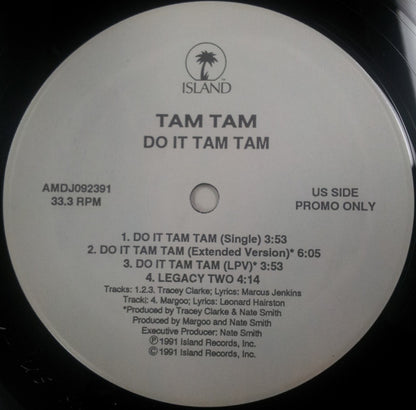 ISLAND
TAM TAM
DO IT TAM TAM
AMDJ092391
33.3 RPM
US SIDE
PROMO ONLY
1. DO IT TAM TAM (Single) 3:53
2. DO IT TAM TAM (Extended Version)* 6:05
3. DO IT TAM TAM (LPV)* 3:53
4. LEGACY TWO 4:14
Tracks: 1.2.3. Tracey Clarke; Lyrics: Marcus Jenkins
Tracki: 4. Margoo; Lyrics: Leonard Hairston
*Produced by Tracey Clarke & Nate Smith
Produced by Margoo and Nate Smith
Executive Producer: Nate Smith
Ⓟ1991 Island Records, Inc.
©1991 Island Records, Inc.